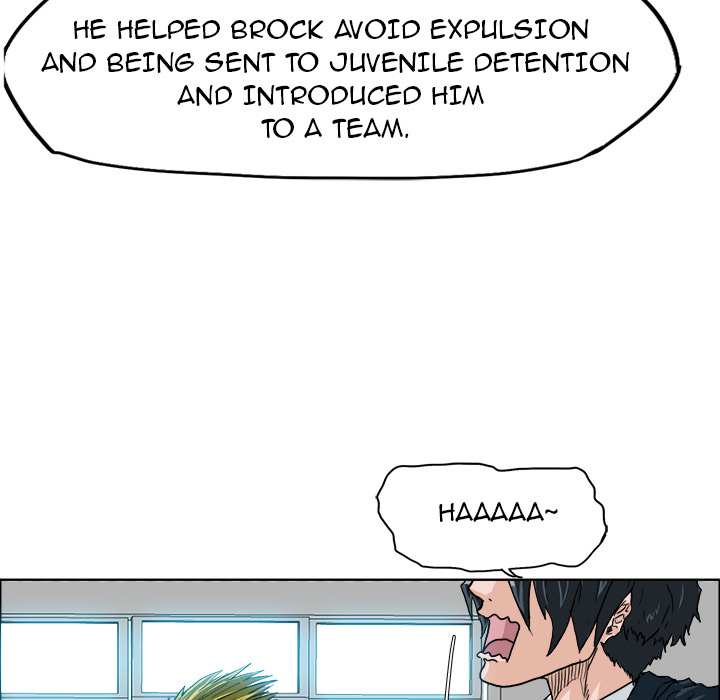 HE HELPED BROCK AVOID EXPULSION
AND BEING SENT TO JUVENILE DETENTION
AND INTRODUCED HIM
TO A TEAM.
HAAAAA~